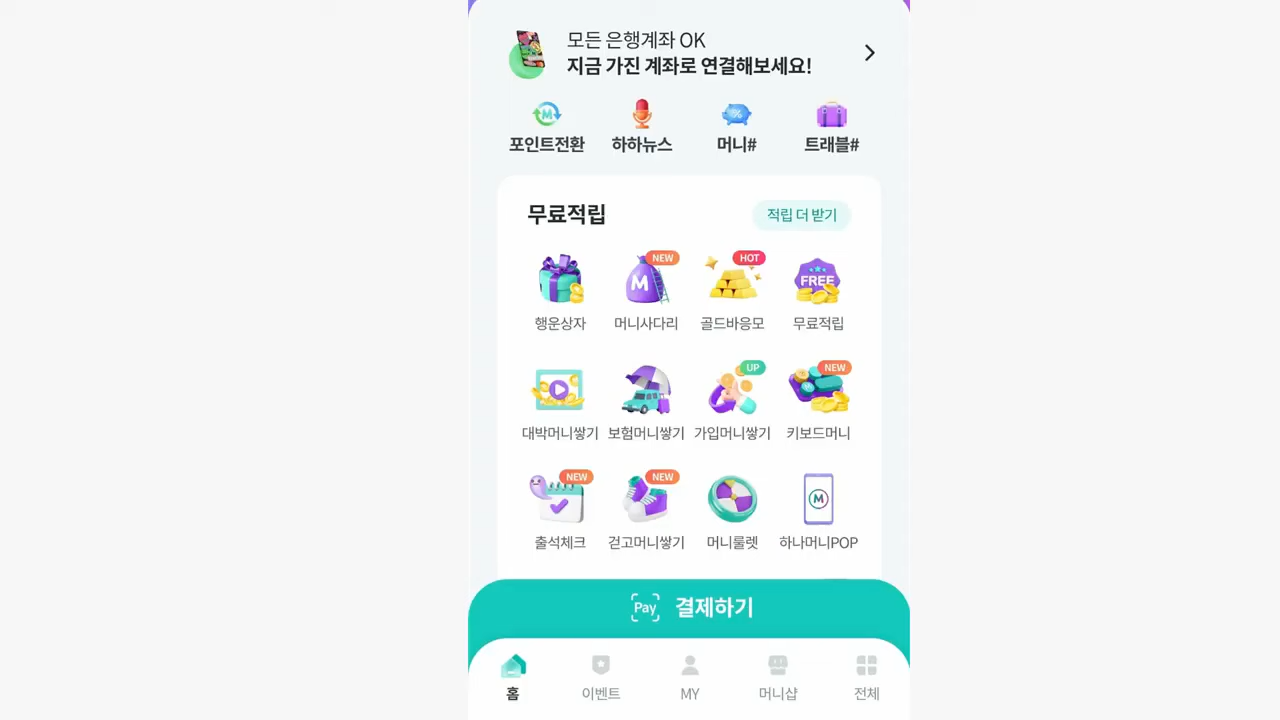 모든 은행계좌 OK
지금 가진 계좌로 연결해보세요!
M
%
포인트전환 하하뉴스 머니# 트래블#
무료적립 적립 더 받기
NEW HOT
M FREE
행운상자 머니사다리 골드바응모 무료적립
UP NEW
대박머니쌓기 보험머니쌓기 가입머니쌓기 키보드머니
NEW NEW
M
출석체크 걷고머니쌓기 머니룰렛 하나머니POP
Pay 결제하기
홈 이벤트 MY 머니샵 전체